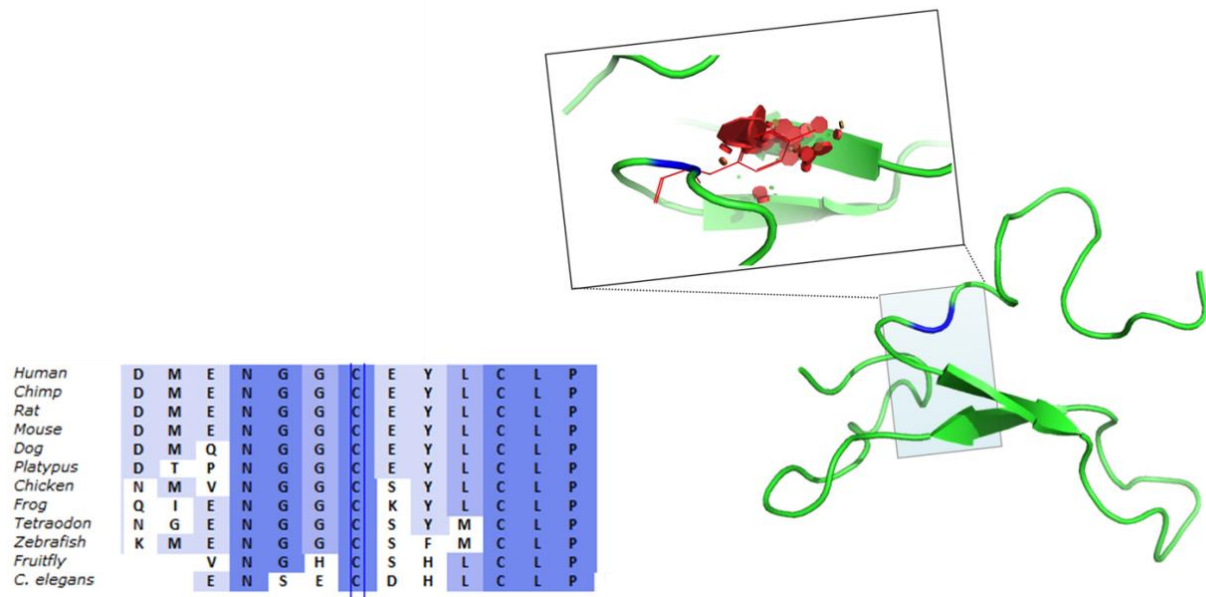 Human D M E N G G C E Y L C L P
Chimp D M E N G G C E Y L C L P
Rat D M E N G G C E Y L C L P
Mouse D M E N G G C E Y L C L P
Dog D M Q N G G C E Y L C L P
Platypus D T P N G G C E Y L C L P
Chicken N M V N G G C S Y L C L P
Frog Q I E N G G C K Y L C L P
Tetraodon N G E N G G C S Y M C L P
Zebrafish K M E N G G C S F M C L P
Fruitfly V N G H C S H L C L P
C. elegans E N S E C D H L C L P